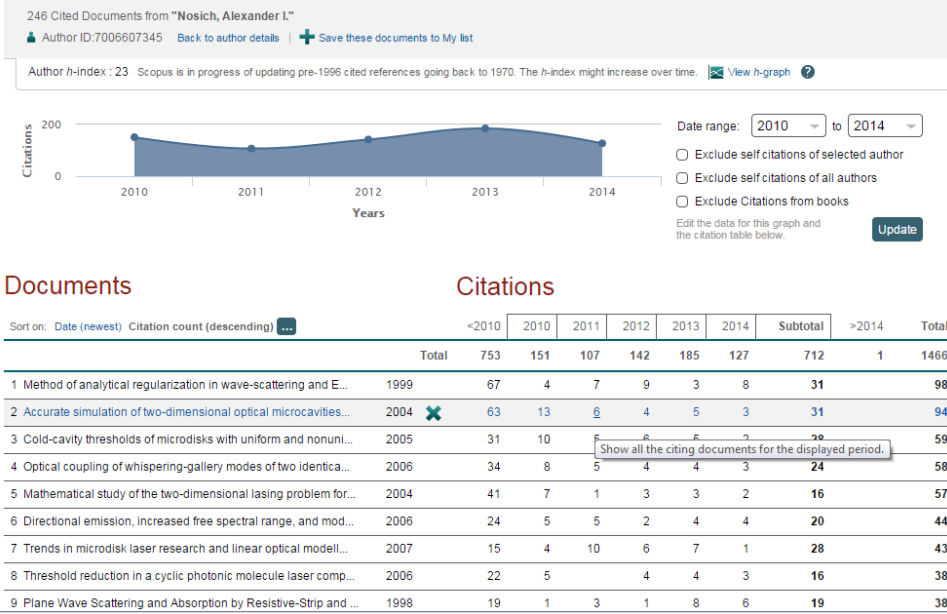 246 Cited Documents from "Nosich, Alexander I."
Author ID:7006607345 Back to author details | Save these documents to My list
Author h-index : 23 Scopus is in progress of updating pre-1996 cited references going back to 1970. The h-index might increase over time. View h-graph ?
Citations
200
0
2010 2011 2012 2013 2014
Years
Date range: 2010 to 2014
Exclude self citations of selected author
Exclude self citations of all authors
Exclude Citations from books
Edit the data for this graph and
the citation table below.
Update
Documents Citations
Sort on: Date (newest) Citation count (descending) ... <2010 2010 2011 2012 2013 2014 Subtotal >2014 Total
Total 753 151 107 142 185 127 712 1 1466
1 Method of analytical regularization in wave-scattering and E... 1999 67 4 7 9 3 8 31 98
2 Accurate simulation of two-dimensional optical microcavities... 2004 63 13 6 4 5 3 31 94
3 Cold-cavity thresholds of microdisks with uniform and nonuni... 2005 31 10 59
Show all the citing documents for the displayed period.
4 Optical coupling of whispering-gallery modes of two identica... 2006 34 8 5 4 4 3 24 58
5 Mathematical study of the two-dimensional lasing problem for... 2004 41 7 1 3 3 2 16 57
6 Directional emission, increased free spectral range, and mod... 2006 24 5 5 2 4 4 20 44
7 Trends in microdisk laser research and linear optical modell... 2007 15 4 10 6 7 1 28 43
8 Threshold reduction in a cyclic photonic molecule laser comp... 2006 22 5 4 4 3 16 38
9 Plane Wave Scattering and Absorption by Resistive-Strip and ... 1998 19 1 3 1 8 6 19 38